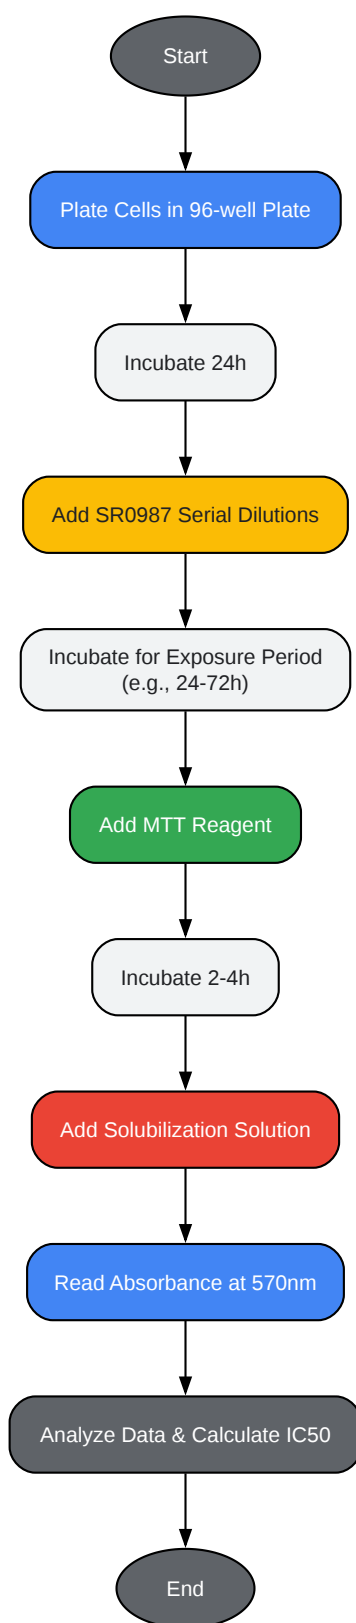 Start
Plate Cells in 96-well Plate
Incubate 24h
Add SR0987 Serial Dilutions
Incubate for Exposure Period
(e.g., 24-72h)
Add MTT Reagent
Incubate 2-4h
Add Solubilization Solution
Read Absorbance at 570nm
Analyze Data & Calculate IC50
End